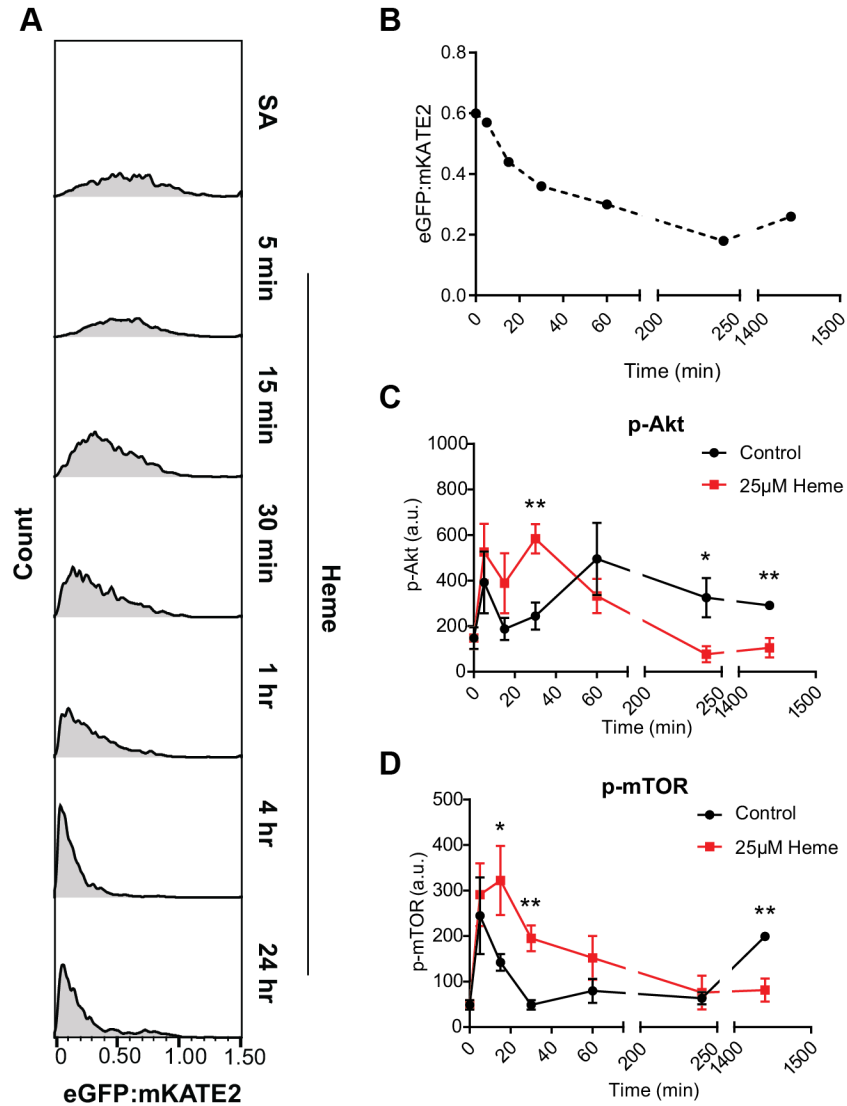 A
SA
5 min
15 min
30 min
1 hr
4 hr
24 hr
Heme
Count
0 0.50 1.00 1.50
eGFP:mKATE2
B
0.8
0.6
0.4
0.2
0.0
eGFP:mKATE2
0 20 40 60 200 250 1400 1500
Time (min)
C
p-Akt
Control
25µM Heme
1000
800
600
400
200
0
p-Akt (a.u.)
**
*
**
0 20 40 60 200 250 1400 1500
Time (min)
D
p-mTOR
Control
25µM Heme
500
400
300
200
100
0
p-mTOR (a.u.)
*
**
**
0 20 40 60 200 250 1400 1500
Time (min)